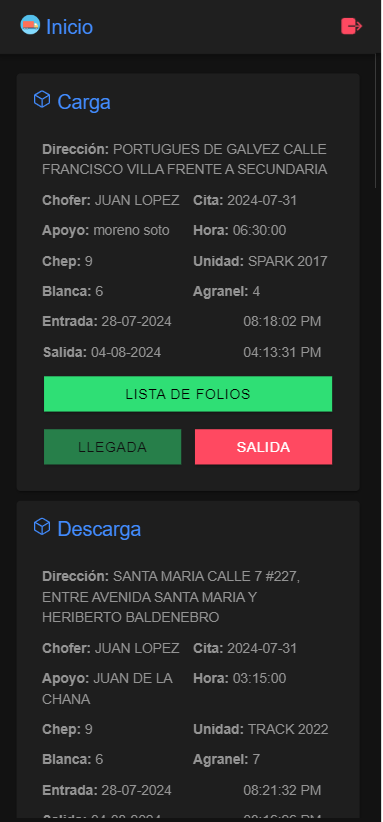 Inicio
Carga
Dirección: PORTUGUES DE GALVEZ CALLE
FRANCISCO VILLA FRENTE A SECUNDARIA
Chofer: JUAN LOPEZ Cita: 2024-07-31
Apoyo: moreno soto Hora: 06:30:00
Chep: 9 Unidad: SPARK 2017
Blanca: 6 Agranel: 4
Entrada: 28-07-2024 08:18:02 PM
Salida: 04-08-2024 04:13:31 PM
LISTA DE FOLIOS
LLEGADA SALIDA
Descarga
Dirección: SANTA MARIA CALLE 7 #227,
ENTRE AVENIDA SANTA MARIA Y
HERIBERTO BALDENEBRO
Chofer: JUAN LOPEZ Cita: 2024-07-31
Apoyo: JUAN DE LA Hora: 03:15:00
CHANA
Chep: 9 Unidad: TRACK 2022
Blanca: 6 Agranel: 7
Entrada: 28-07-2024 08:21:32 PM
Salida: 04-08-2024